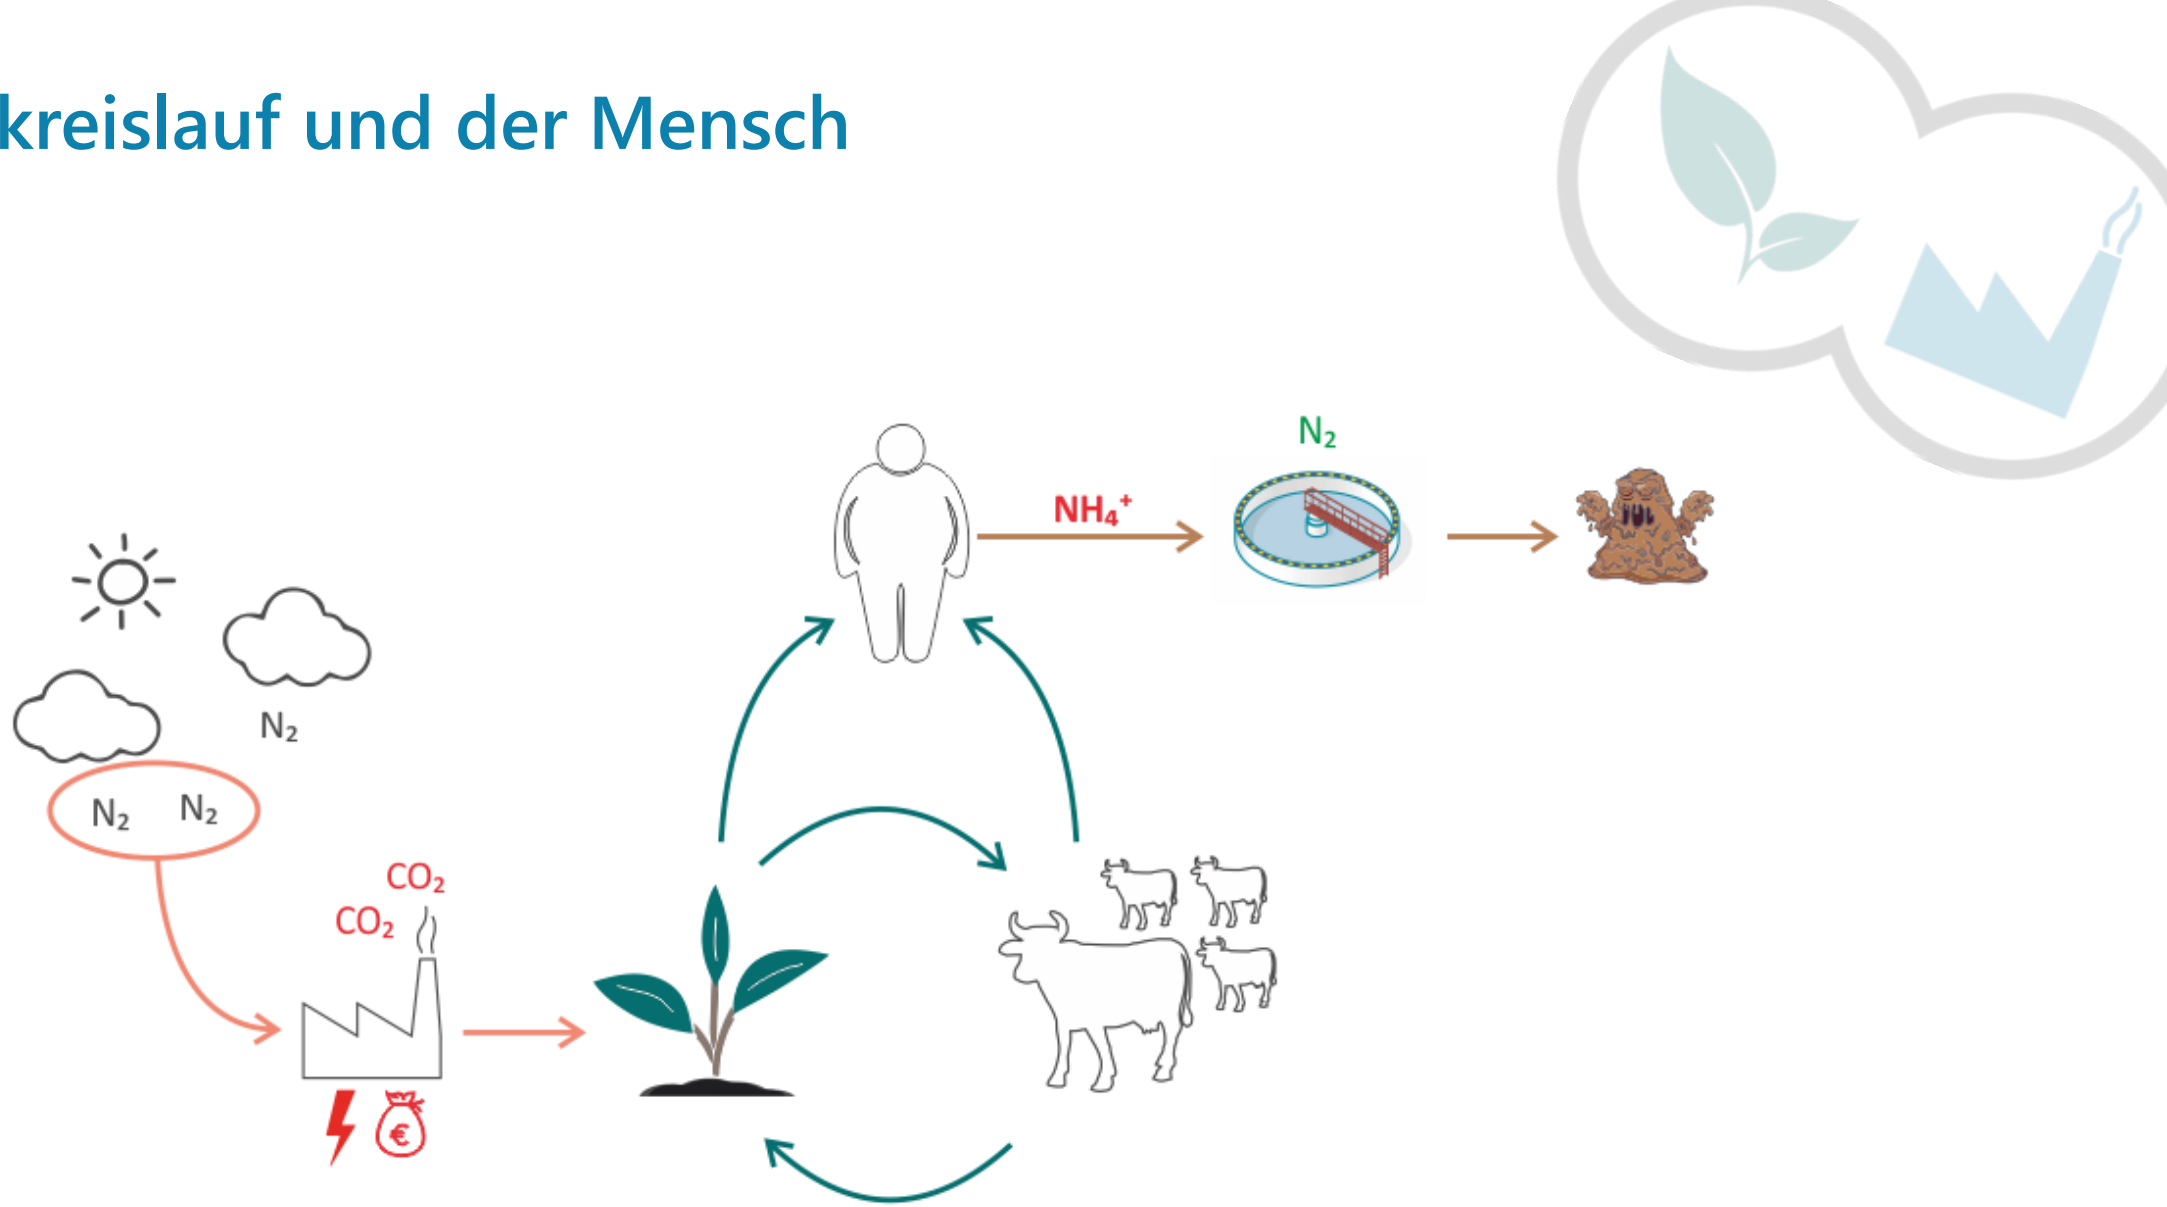 kreislauf und der Mensch
N₂
NH₄⁺
N₂
N₂ N₂
CO₂
CO₂
€